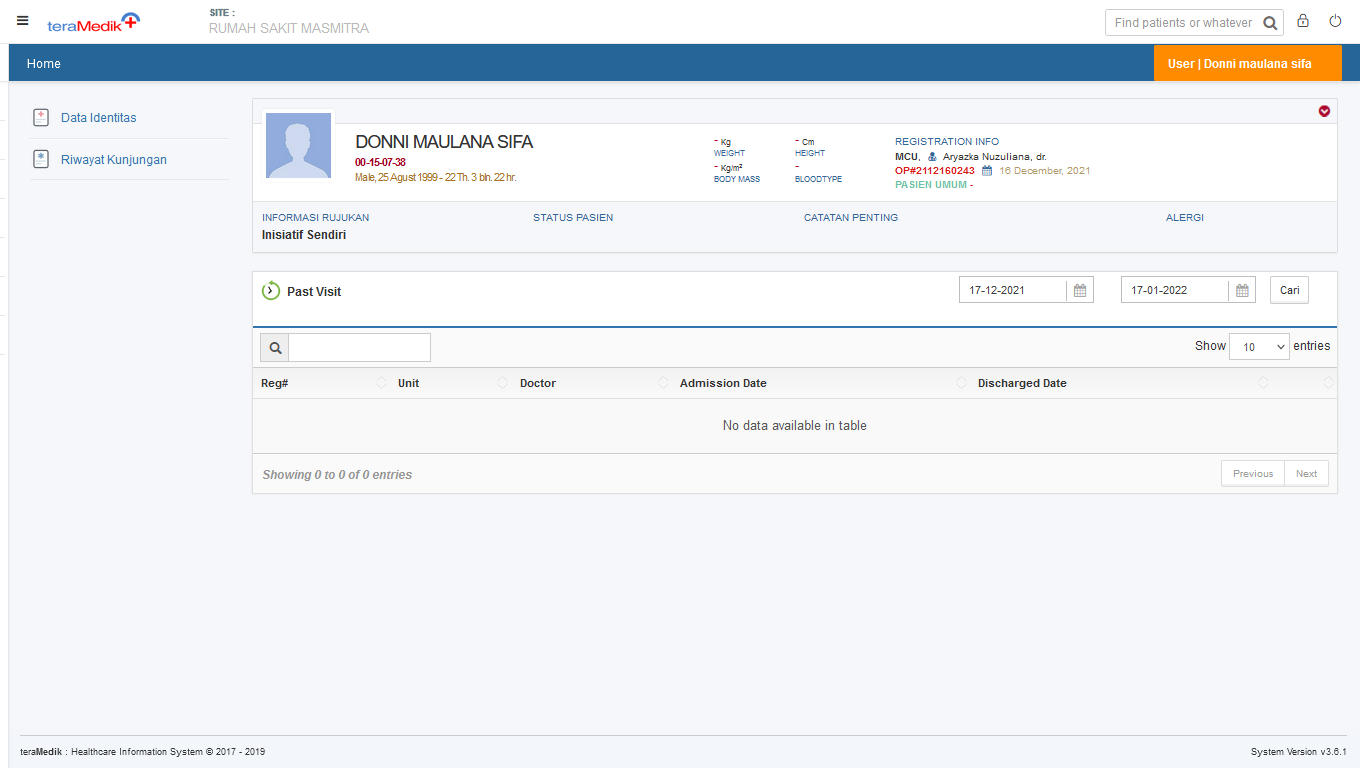 teraMedik
SITE :
RUMAH SAKIT MASMITRA
Find patients or whatever
Home
User | Donni maulana sifa
Data Identitas
Riwayat Kunjungan
DONNI MAULANA SIFA
00-15-07-38
Male, 25 Agust 1999 - 22 Th. 3 bln. 22 hr.
- Kg
WEIGHT
- Kg/m²
BODY MASS
- Cm
HEIGHT
-
BLOODTYPE
REGISTRATION INFO
MCU, Aryazka Nuzuliana, dr.
OP#2112160243 16 December, 2021
PASIEN UMUM -
INFORMASI RUJUKAN
Inisiatif Sendiri
STATUS PASIEN
CATATAN PENTING
ALERGI
Past Visit
17-12-2021
17-01-2022
Cari
Show 10 entries
Reg# Unit Doctor Admission Date Discharged Date
No data available in table
Showing 0 to 0 of 0 entries
Previous Next
teraMedik : Healthcare Information System © 2017 - 2019
System Version v3.6.1